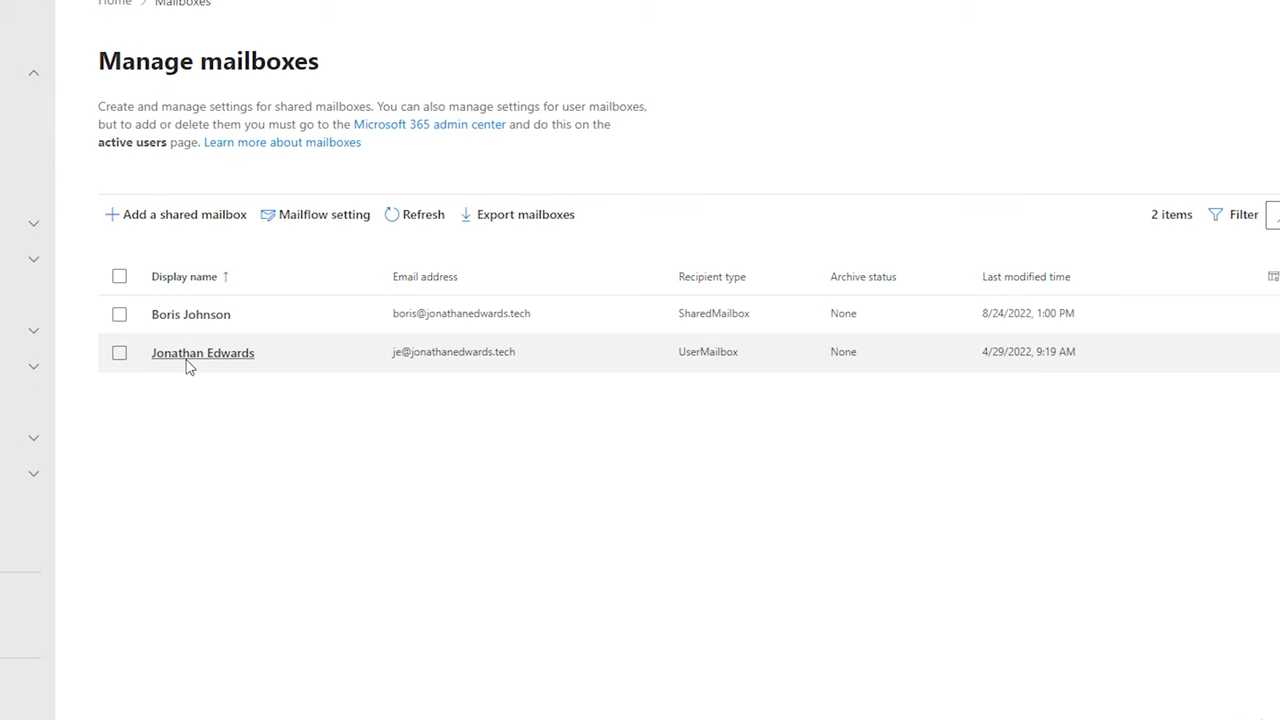 Home > Mailboxes
Manage mailboxes
Create and manage settings for shared mailboxes. You can also manage settings for user mailboxes,
but to add or delete them you must go to the Microsoft 365 admin center and do this on the
active users page. Learn more about mailboxes
Add a shared mailbox Mailflow setting Refresh Export mailboxes 2 items Filter
Display name ↑ Email address Recipient type Archive status Last modified time
Boris Johnson boris@jonathanedwards.tech SharedMailbox None 8/24/2022, 1:00 PM
Jonathan Edwards je@jonathanedwards.tech UserMailbox None 4/29/2022, 9:19 AM